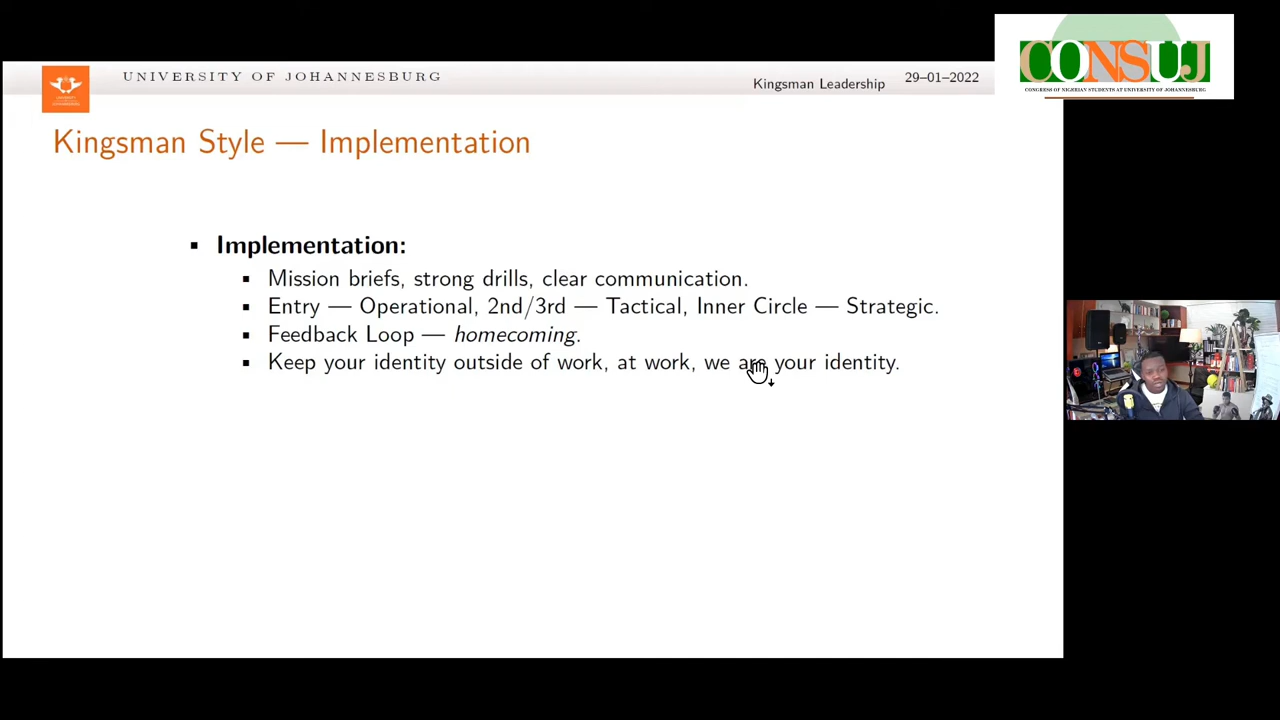 UNIVERSITY OF JOHANNESBURG
Kingsman Leadership
29–01–2022
CONSUJ
CONGRESS OF NIGERIAN STUDENTS AT UNIVERSITY OF JOHANNESBURG
Kingsman Style — Implementation
Implementation:
Mission briefs, strong drills, clear communication.
Entry — Operational, 2nd/3rd — Tactical, Inner Circle — Strategic.
Feedback Loop — homecoming.
Keep your identity outside of work, at work, we are your identity.